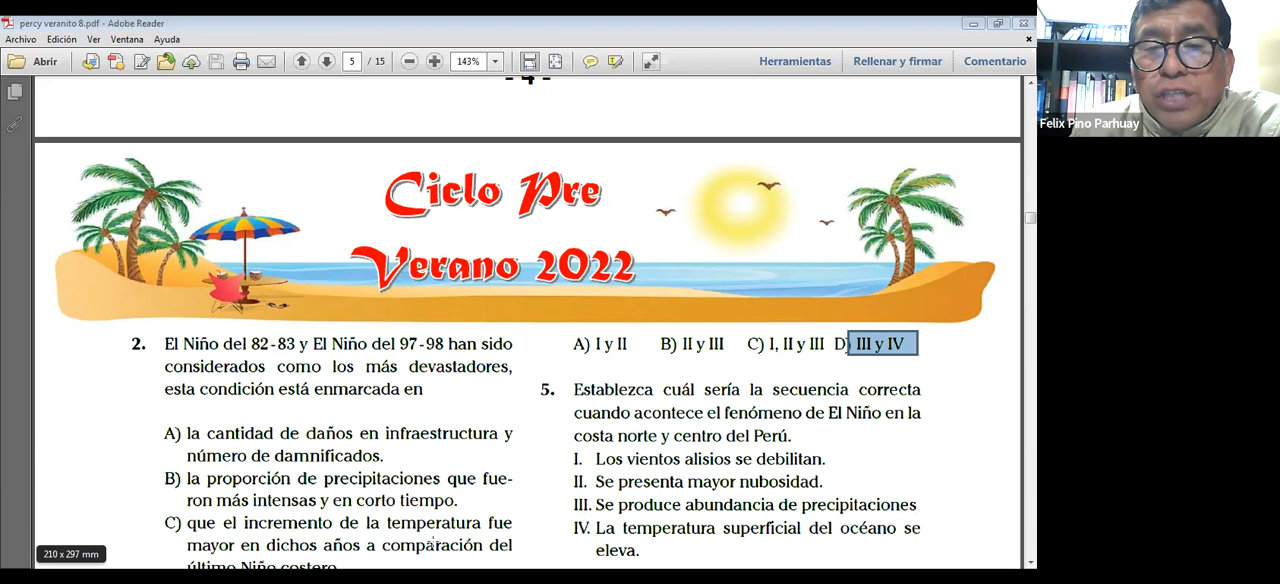 percy veranito 8.pdf - Adobe Reader
Archivo Edición Ver Ventana Ayuda
Abrir
5 / 15
143%
Herramientas
Rellenar y firmar
Comentario
- 4 -
Ciclo Pre
Verano 2022
2. El Niño del 82-83 y El Niño del 97-98 han sido
considerados como los más devastadores,
esta condición está enmarcada en
A) la cantidad de daños en infraestructura y
número de damnificados.
B) la proporción de precipitaciones que fue-
ron más intensas y en corto tiempo.
C) que el incremento de la temperatura fue
mayor en dichos años a comparación del
último Niño costero
210 x 297 mm
A) I y II B) II y III C) I, II y III D) III y IV
5. Establezca cuál sería la secuencia correcta
cuando acontece el fenómeno de El Niño en la
costa norte y centro del Perú.
I. Los vientos alisios se debilitan.
II. Se presenta mayor nubosidad.
III. Se produce abundancia de precipitaciones
IV. La temperatura superficial del océano se
eleva.
Felix Pino Parhuay